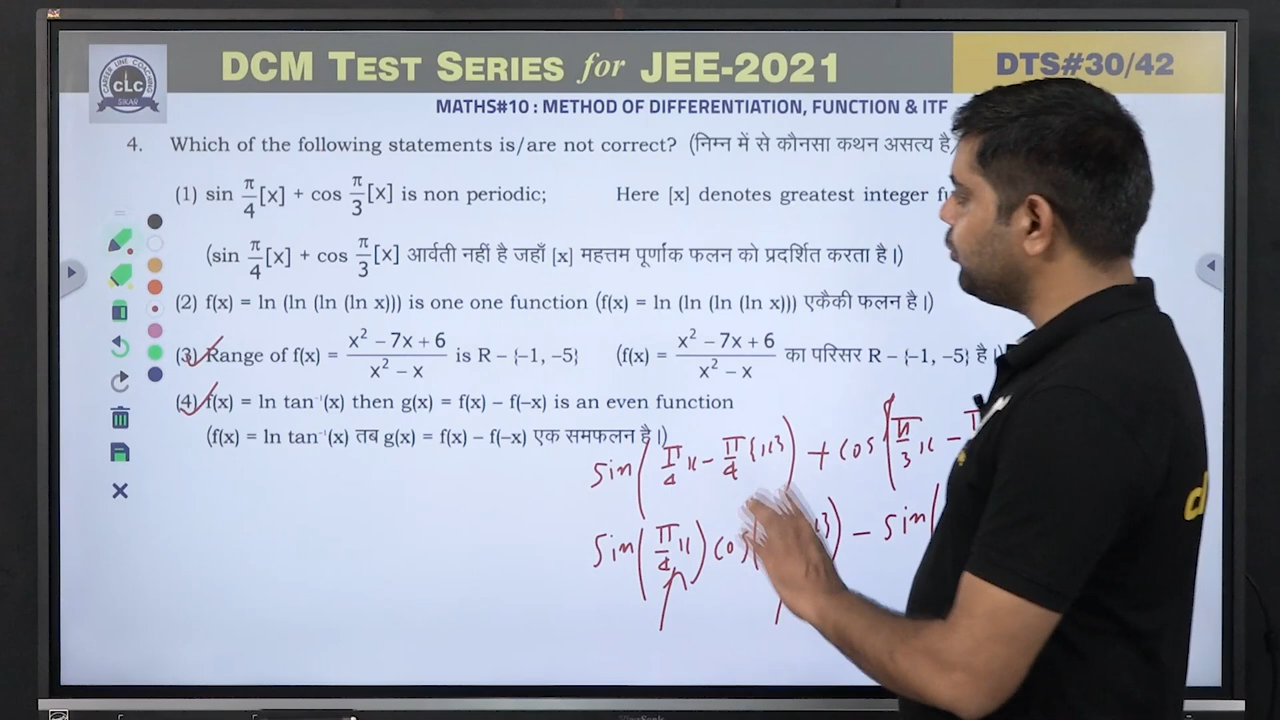 CAREER LINE COACHING
CLC
SIKAR
DCM TEST SERIES for JEE-2021
DTS#30/42
MATHS#10 : METHOD OF DIFFERENTIATION, FUNCTION & ITF
4. Which of the following statements is/are not correct? (निम्न में से कौनसा कथन असत्य है
(1) sin π/4 [x] + cos π/3 [x] is non periodic; Here [x] denotes greatest integer
(sin π/4 [x] + cos π/3 [x] आर्वती नहीं है जहाँ [x] महत्तम पूर्णांक फलन को प्रदर्शित करता है।)
(2) f(x) = ln (ln (ln (ln x))) is one one function (f(x) = ln (ln (ln (ln x))) एकैकी फलन है।)
(3) Range of f(x) = x² – 7x + 6 / x² – x is R – {–1, –5} (f(x) = x² – 7x + 6 / x² – x का परिसर R – {–1, –5} है।)
(4) f(x) = ln tan⁻¹(x) then g(x) = f(x) – f(–x) is an even function
(f(x) = ln tan⁻¹(x) तब g(x) = f(x) – f(–x) एक समफलन है।)
sin(π/4 x – π/4 {x}) + cos(π/3 x –
sin(π/4 x) cos( – sin(